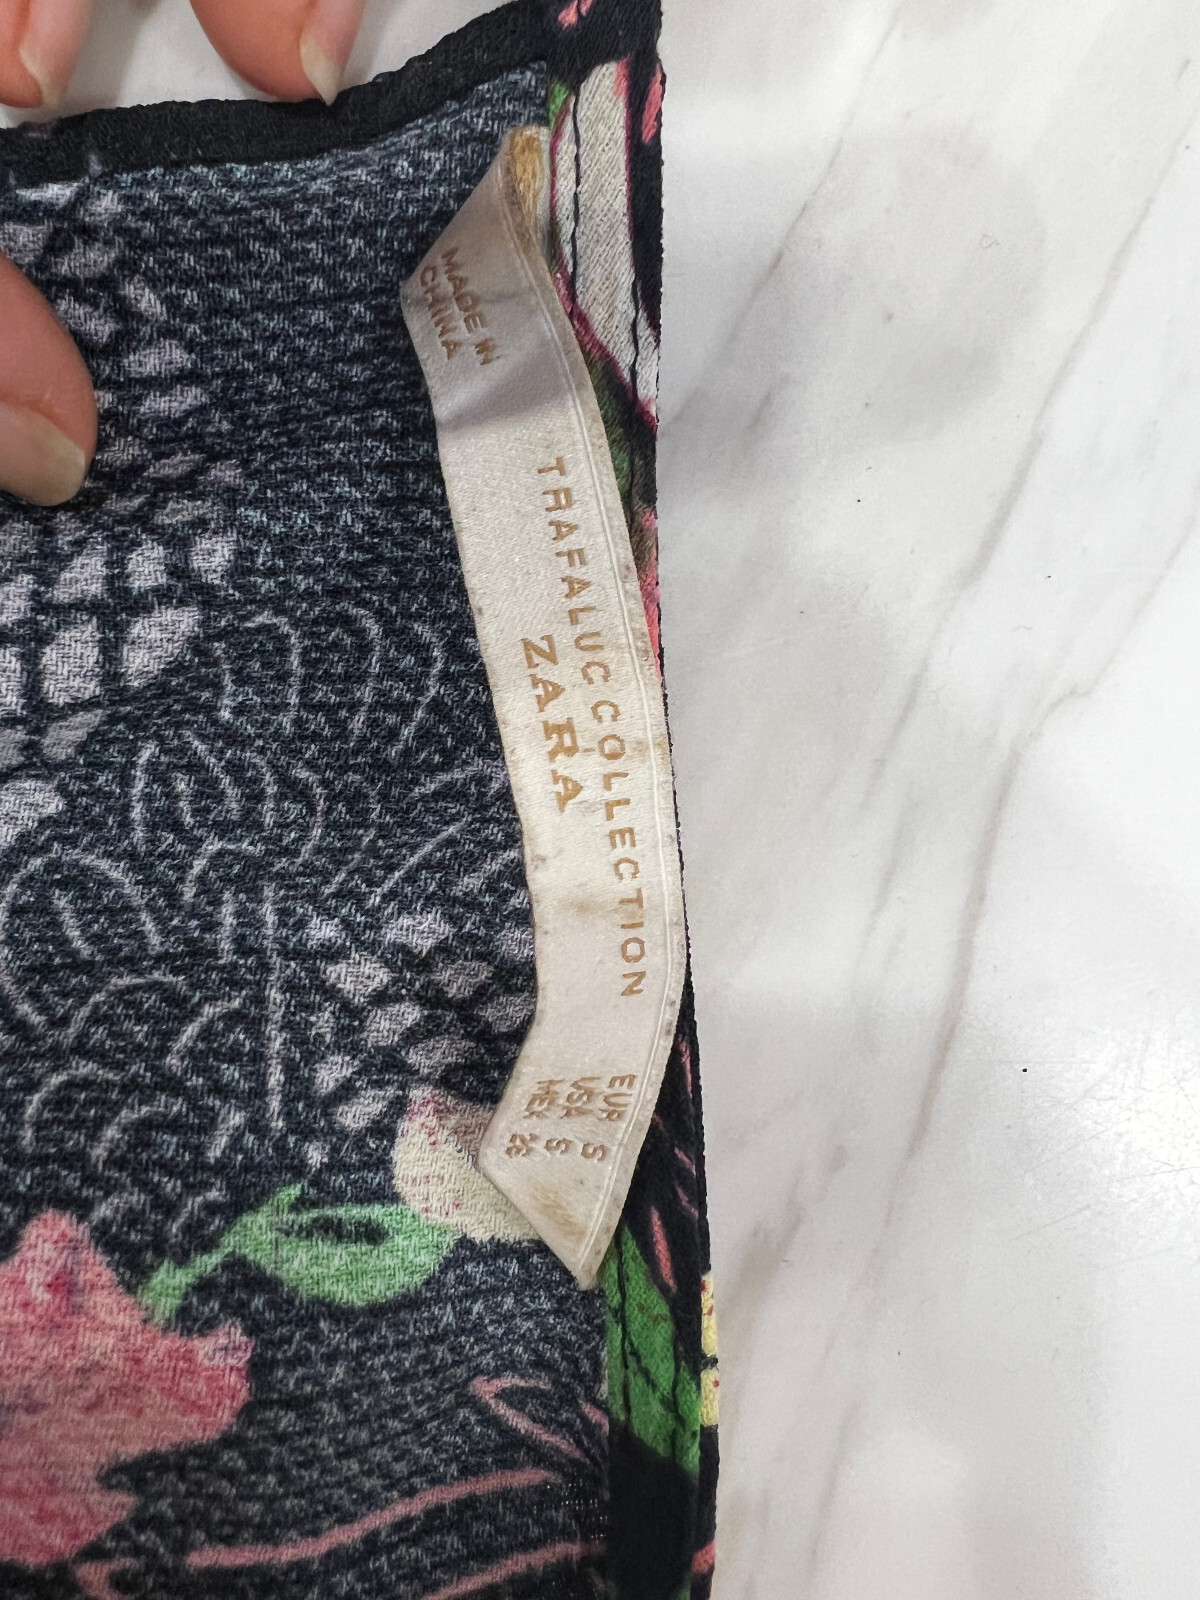 MADE IN
CHINA
TRAFALUC COLLECTION
ZARA
EUR S
USA S
MEX 26